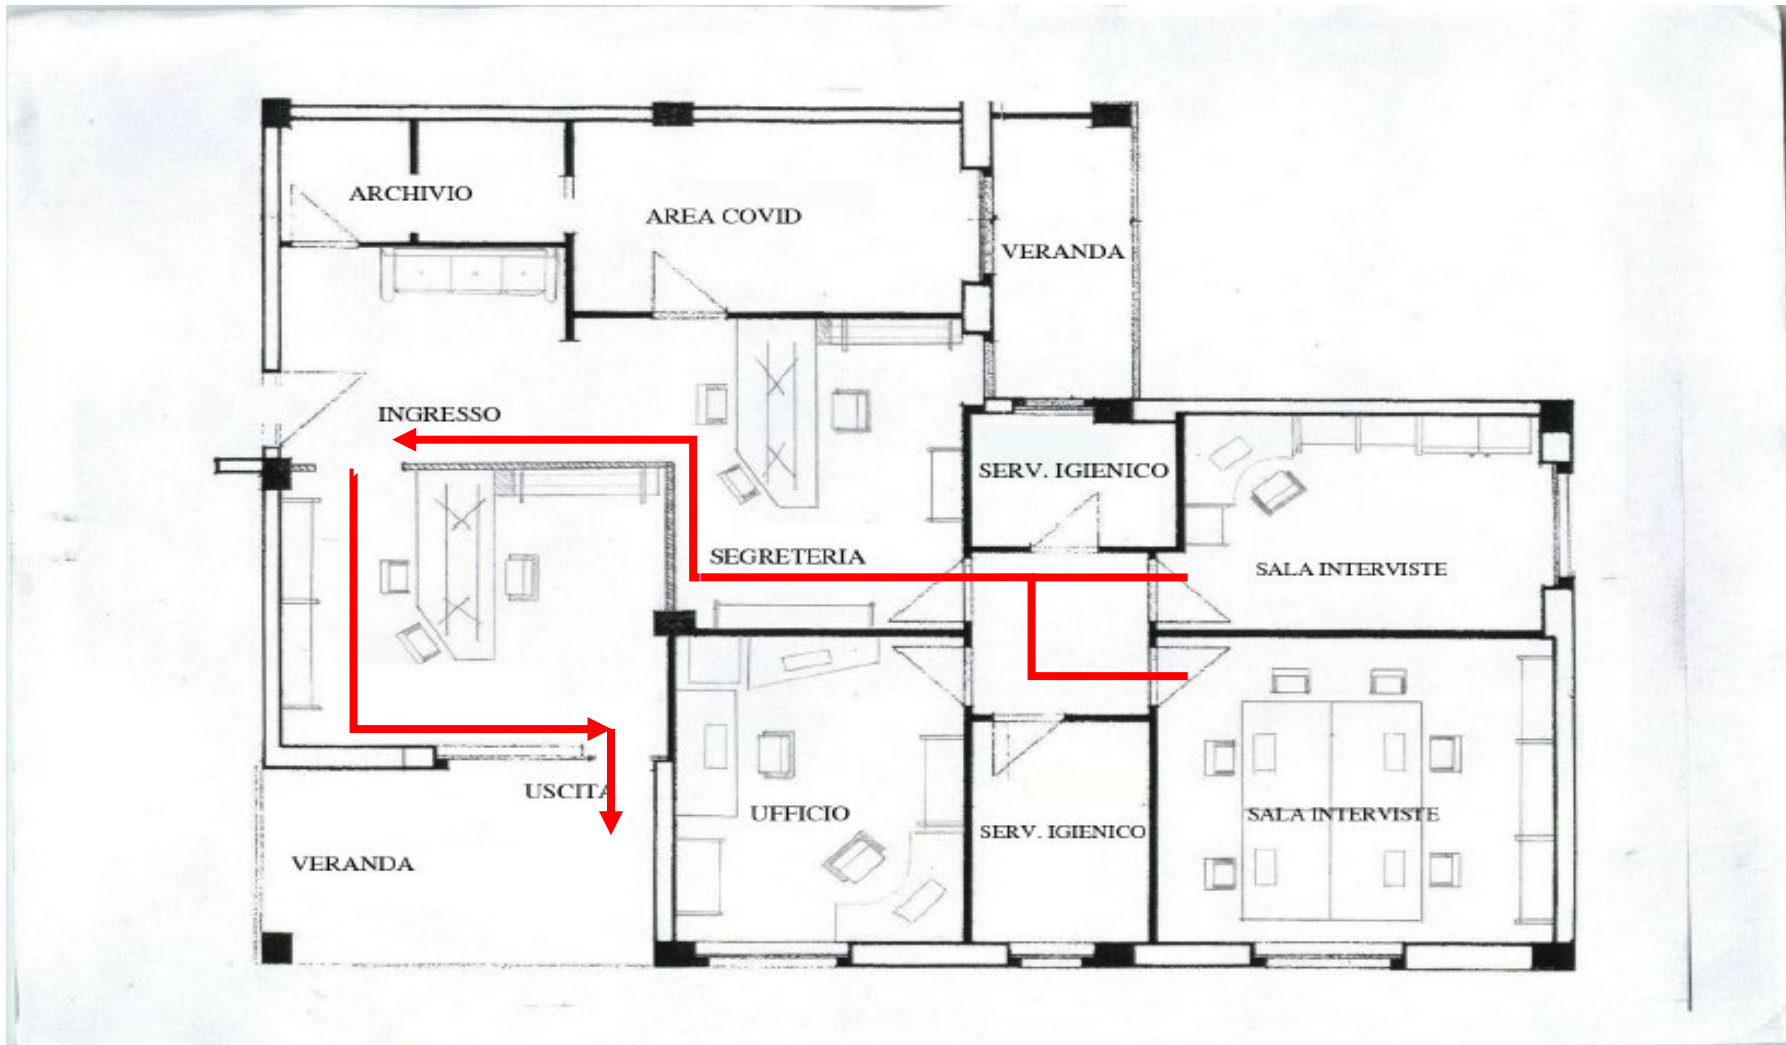 ARCHIVIO
AREA COVID
VERANDA
INGRESSO
SERV. IGIENICO
SEGRETERIA
SALA INTERVISTE
USCITA
UFFICIO
SERV. IGIENICO
SALA INTERVISTE
VERANDA